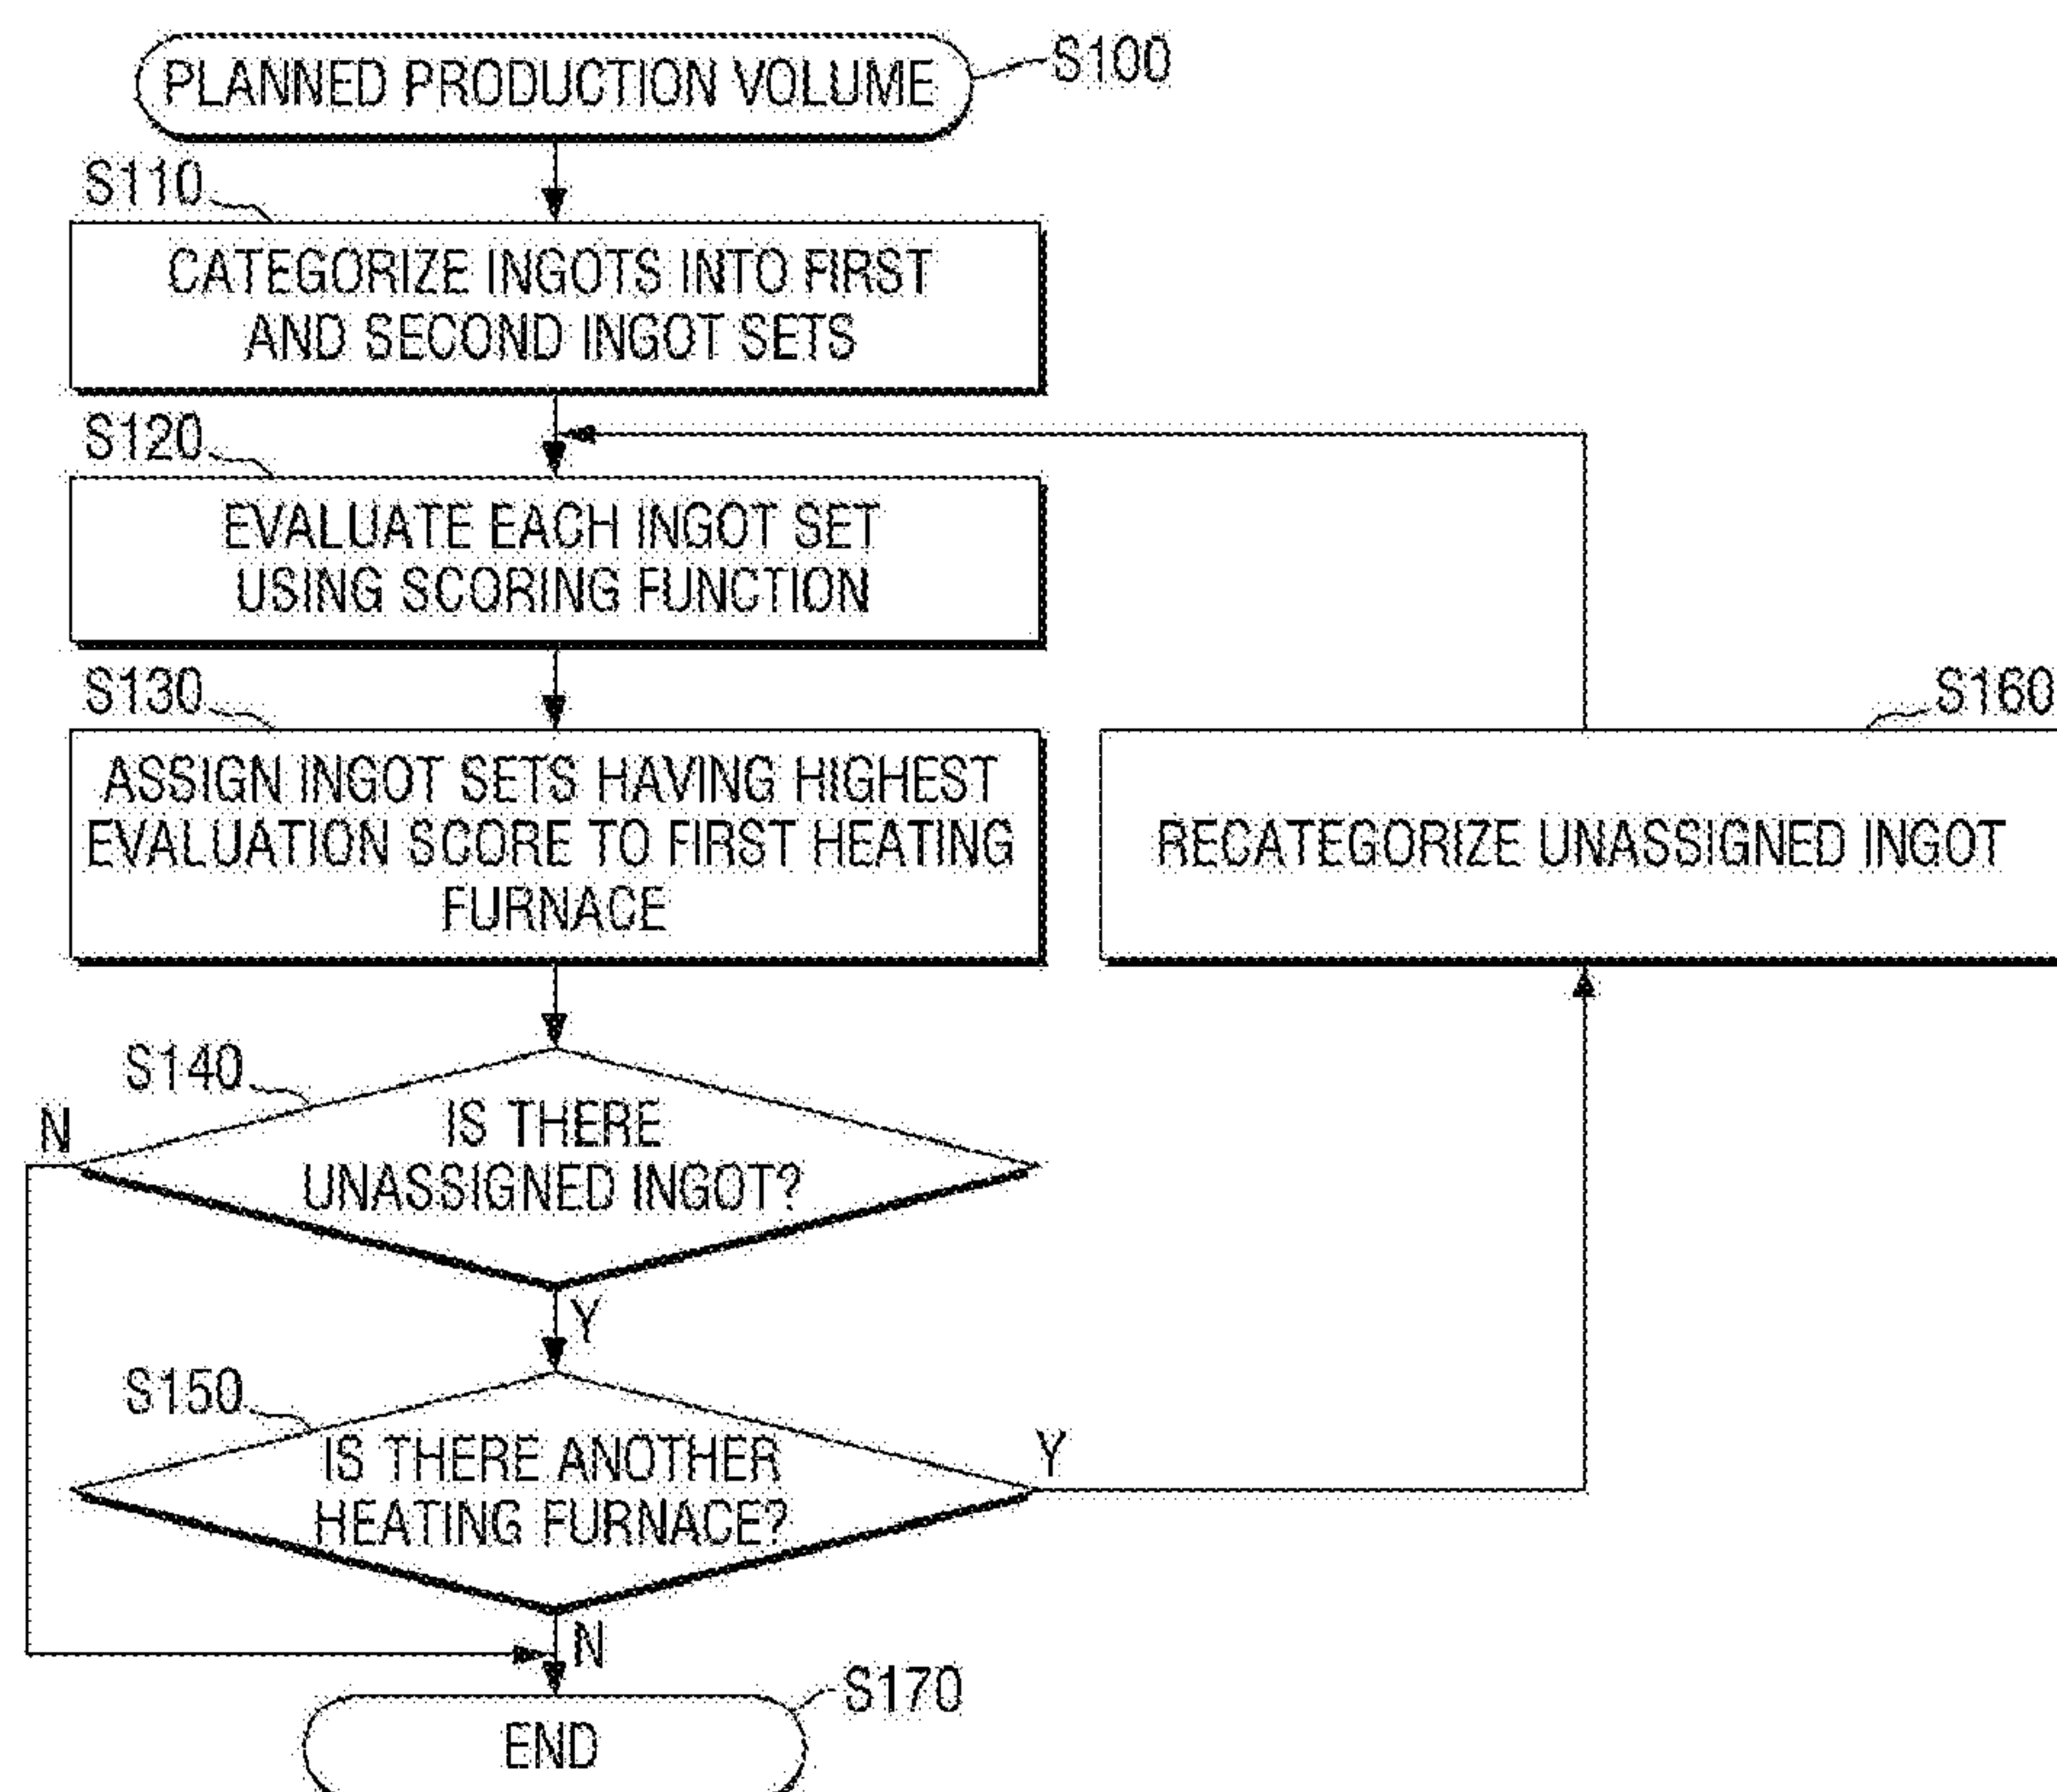 PLANNED PRODUCTION VOLUME
S100
S110
CATEGORIZE INGOTS INTO FIRST
AND SECOND INGOT SETS
S120
EVALUATE EACH INGOT SET
USING SCORING FUNCTION
S130
ASSIGN INGOT SETS HAVING HIGHEST
EVALUATION SCORE TO FIRST HEATING
FURNACE
S160
RECATEGORIZE UNASSIGNED INGOT
S140
N
IS THERE
UNASSIGNED INGOT?
Y
S150
IS THERE ANOTHER
HEATING FURNACE?
Y
N
S170
END